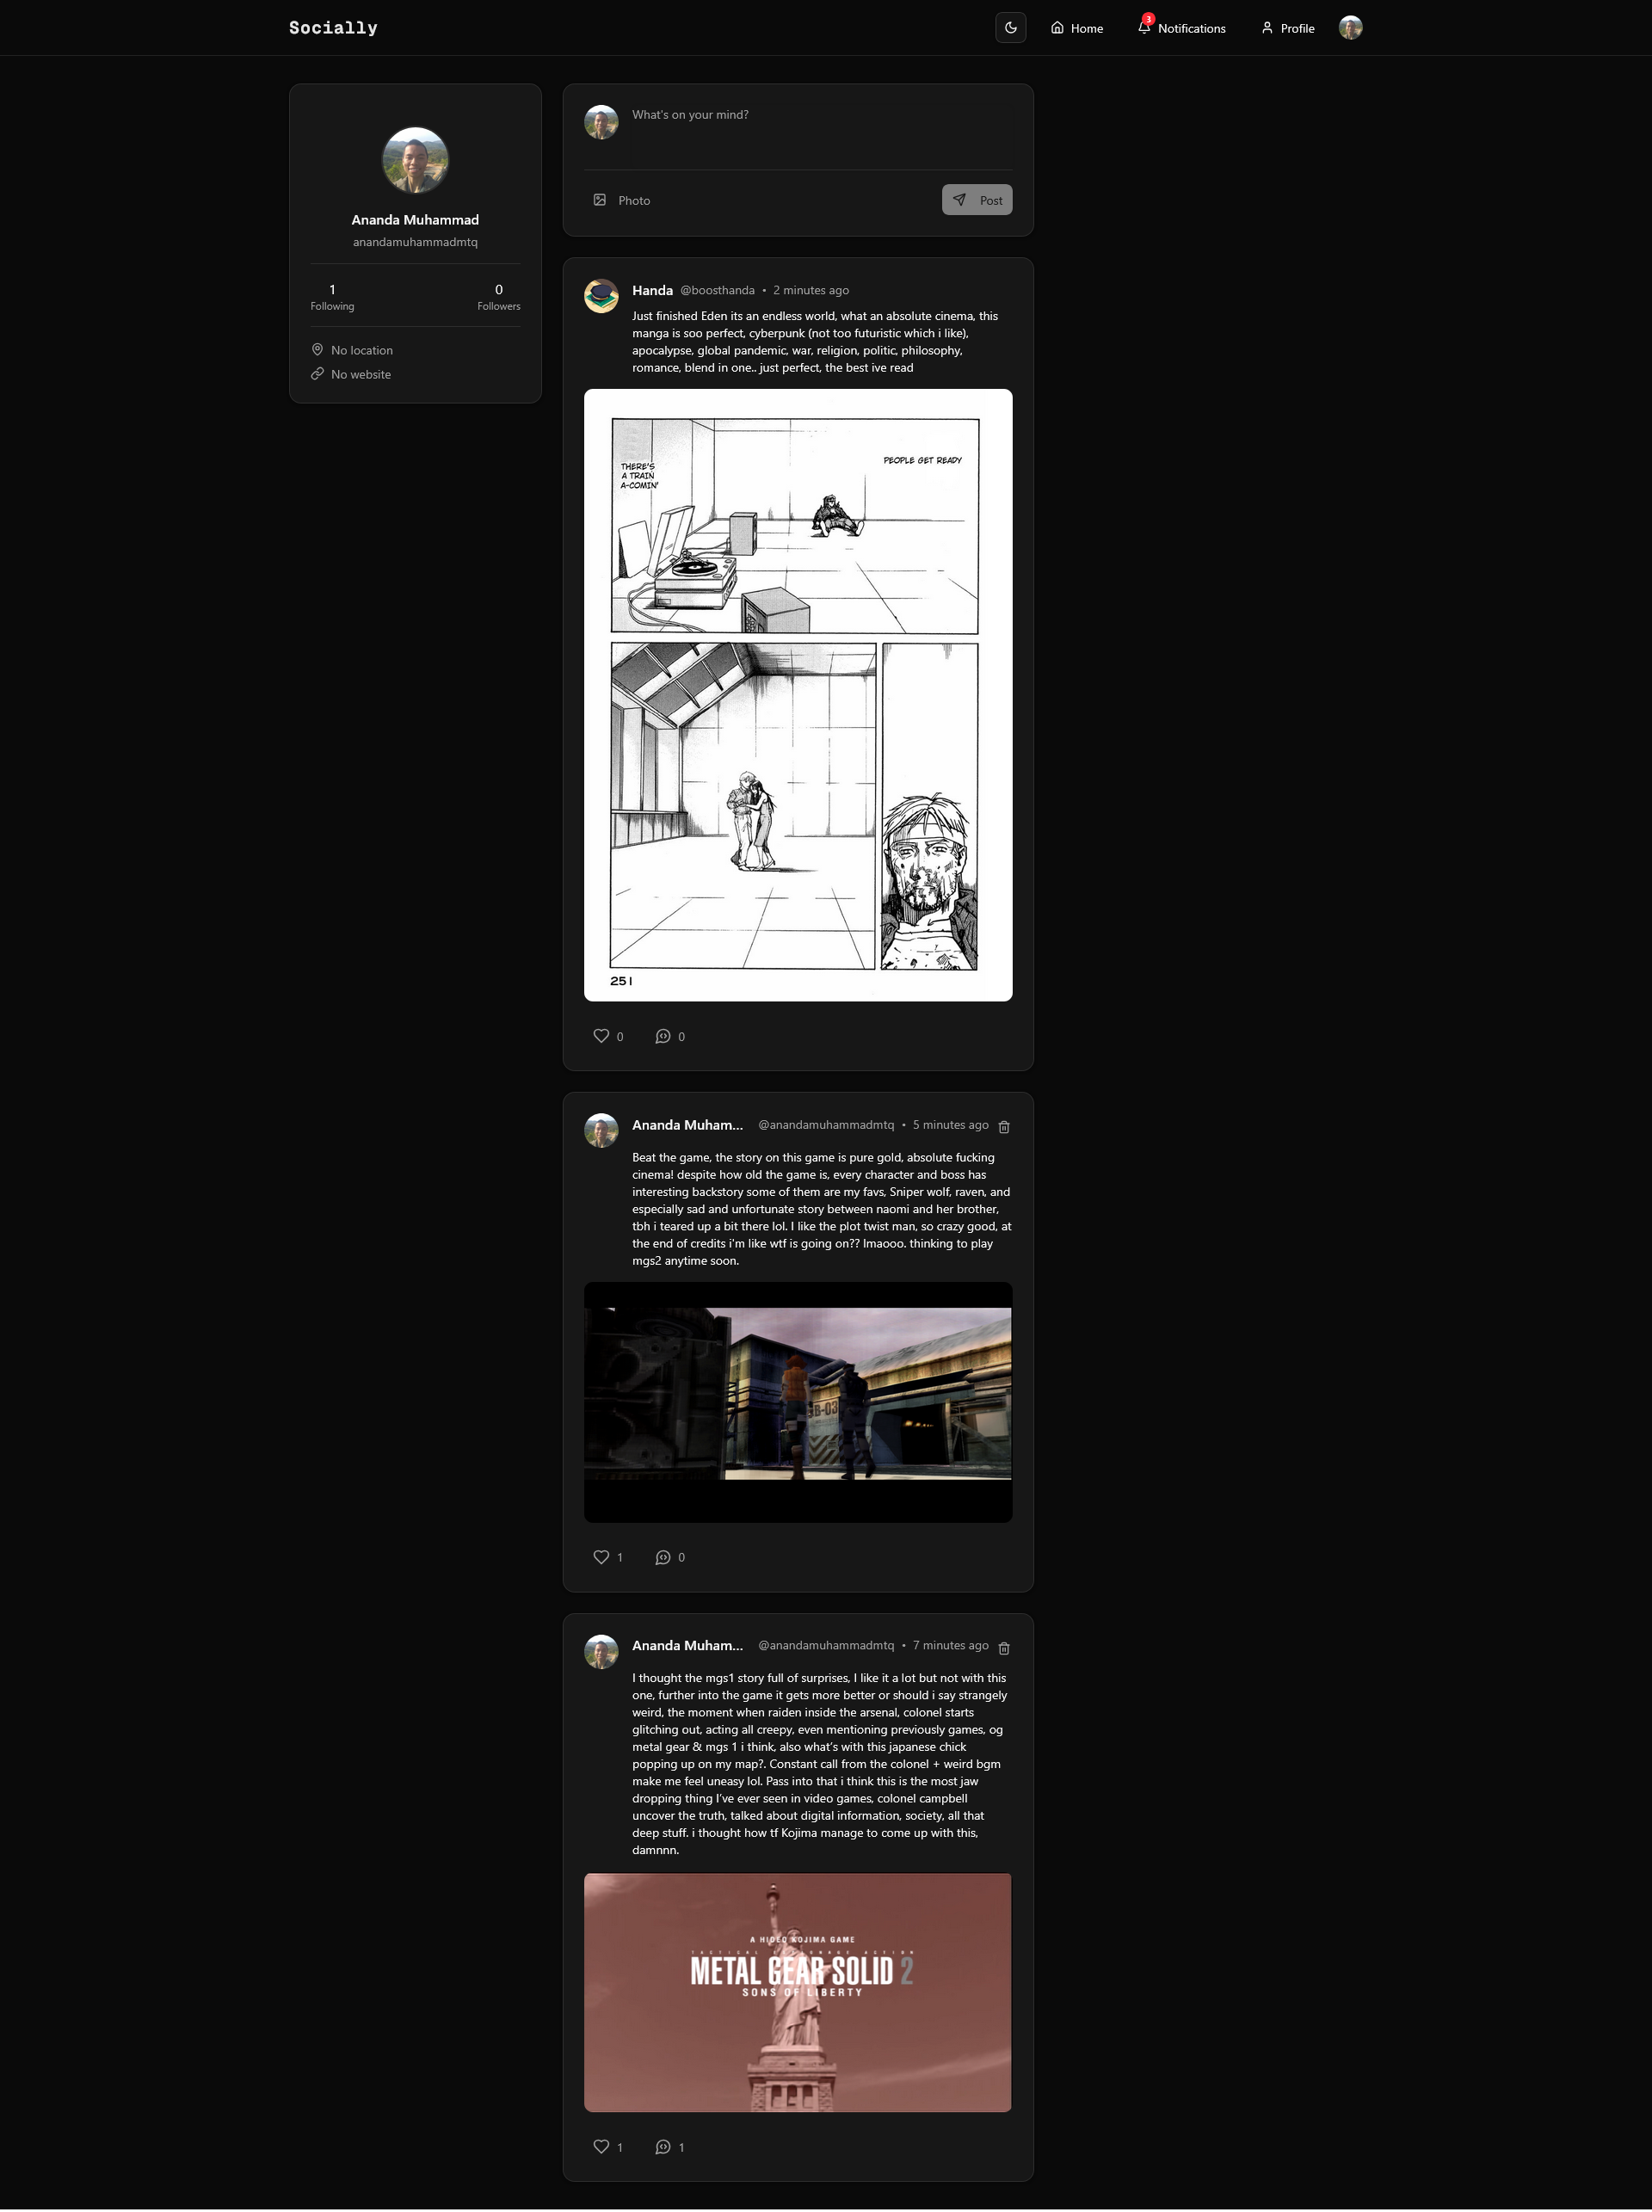 Socially
3
Home
Notifications
Profile
Ananda Muhammad
anandamuhammadmtq
1
Following
0
Followers
No location
No website
What's on your mind?
Photo
Post
Handa @boosthanda • 2 minutes ago
Just finished Eden its an endless world, what an absolute cinema, this
manga is soo perfect, cyberpunk (not too futuristic which i like),
apocalypse, global pandemic, war, religion, politic, philosophy,
romance, blend in one.. just perfect, the best ive read
PEOPLE GET READY
THERE'S
A TRAIN
A-COMIN'
251
0
0
Ananda Muham... @anandamuhammadmtq • 5 minutes ago
Beat the game, the story on this game is pure gold, absolute fucking
cinema! despite how old the game is, every character and boss has
interesting backstory some of them are my favs, Sniper wolf, raven, and
especially sad and unfortunate story between naomi and her brother,
tbh i teared up a bit there lol. I like the plot twist man, so crazy good, at
the end of credits i'm like wtf is going on?? lmaooo. thinking to play
mgs2 anytime soon.
B-03
1
0
Ananda Muham... @anandamuhammadmtq • 7 minutes ago
I thought the mgs1 story full of surprises, I like it a lot but not with this
one, further into the game it gets more better or should i say strangely
weird, the moment when raiden inside the arsenal, colonel starts
glitching out, acting all creepy, even mentioning previously games, og
metal gear & mgs 1 i think, also what's with this japanese chick
popping up on my map?. Constant call from the colonel + weird bgm
make me feel uneasy lol. Pass into that i think this is the most jaw
dropping thing I've ever seen in video games, colonel campbell
uncover the truth, talked about digital information, society, all that
deep stuff. i thought how tf Kojima manage to come up with this,
damnnn.
A HIDEO KOJIMA GAME
TACTICAL ESPIONAGE ACTION
METAL GEAR SOLID 2
SONS OF LIBERTY
1
1